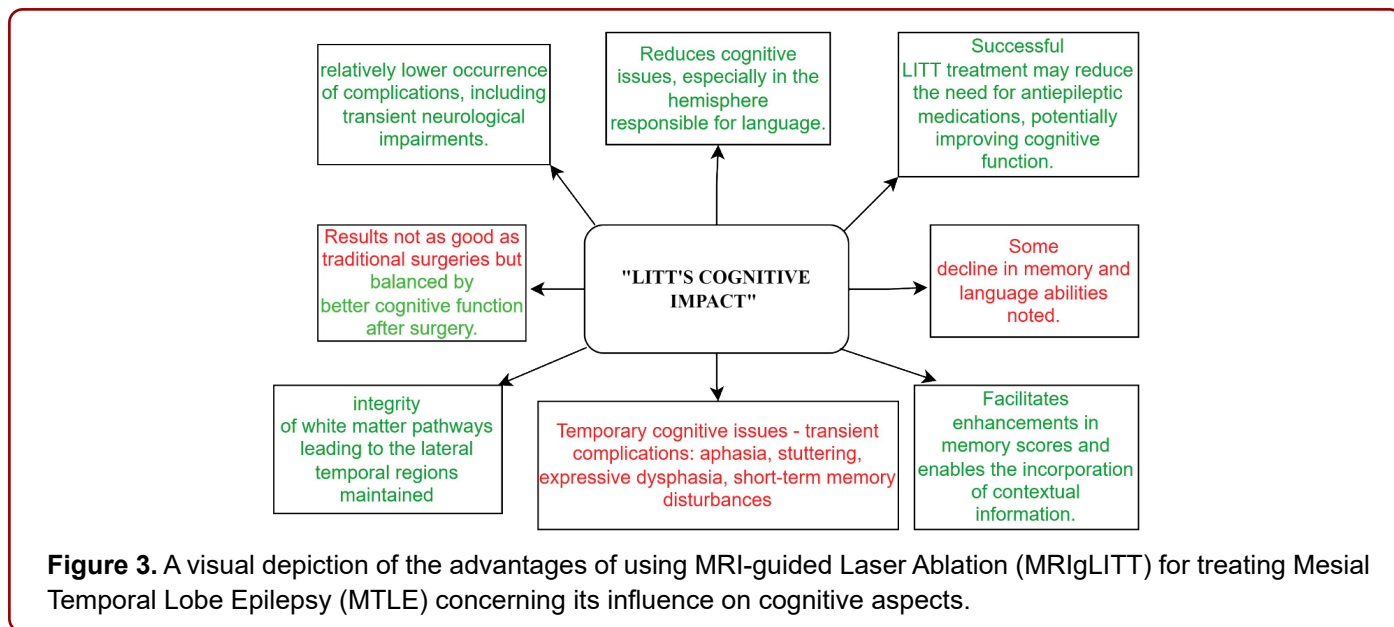 relatively lower occurrence
of complications, including
transient neurological
impairments.
Reduces cognitive
issues, especially in the
hemisphere
responsible for language.
Successful
LITT treatment may reduce
the need for antiepileptic
medications, potentially
improving cognitive
function.
Results not as good as
traditional surgeries but
balanced by
better cognitive function
after surgery.
"LITT'S COGNITIVE
IMPACT"
Some
decline in memory and
language abilities
noted.
integrity
of white matter pathways
leading to the lateral
temporal regions
maintained
Temporary cognitive issues - transient
complications: aphasia, stuttering,
expressive dysphasia, short-term memory
disturbances
Facilitates
enhancements in
memory scores and
enables the incorporation
of contextual
information.
Figure 3. A visual depiction of the advantages of using MRI-guided Laser Ablation (MRIgLITT) for treating Mesial
Temporal Lobe Epilepsy (MTLE) concerning its influence on cognitive aspects.